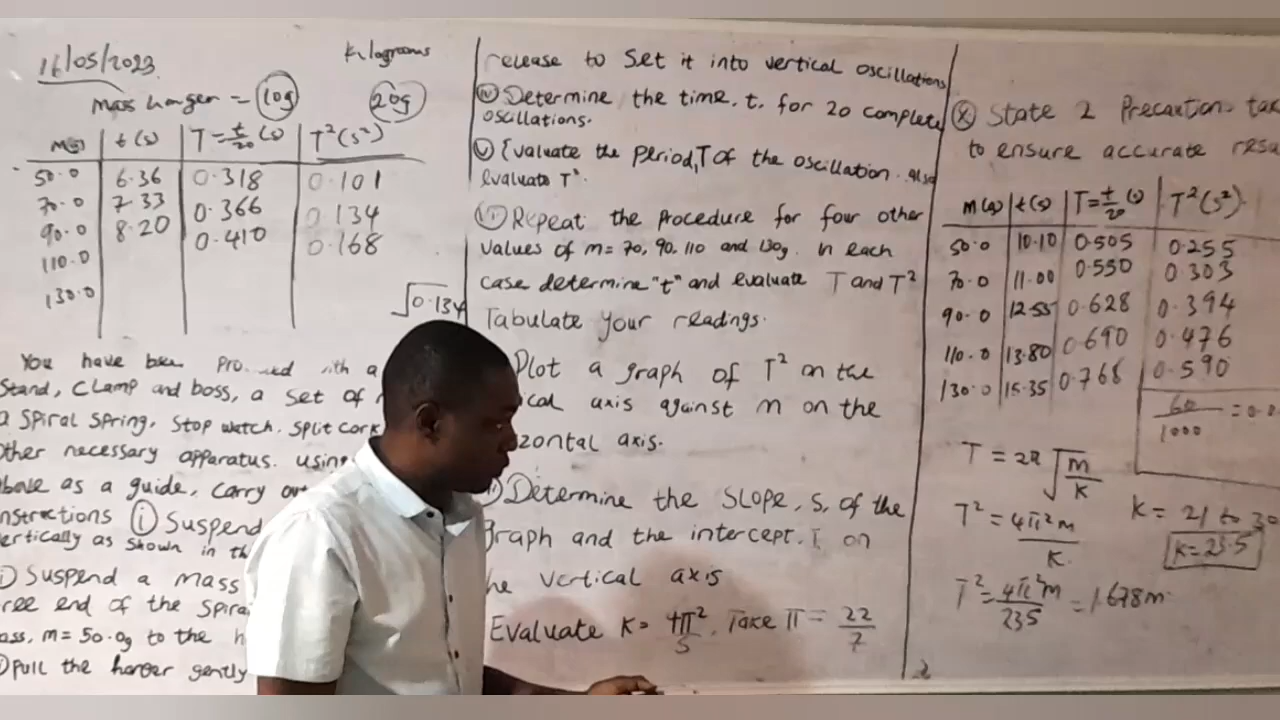 16/05/2023
Kilograms
Mass hanger = 10g 20g
m(g) t(s) T=t/20(s) T²(s²)
50.0 6.36 0.318 0.101
70.0 7.33 0.366 0.134
90.0 8.20 0.410 0.168
110.0
130.0
√0.134
You have been with a
Stand, Clamp and boss, a set of
a spiral spring, stop watch, split cork
Other necessary apparatus. Using
above as a guide, carry out
instructions (i) Suspend
vertically as shown in th
Suspend a mass
free end of the spiral
mass, m = 50.0g to the h
Pull the hanger gently
release to set it into vertical oscillations
(iv) Determine the time, t, for 20 complete
oscillations.
(v) Evaluate the period, T of the oscillation. also
evaluate T².
(vi) Repeat the procedure for four other
values of m = 70, 90, 110 and 130g. In each
case determine "t" and evaluate T and T²
Tabulate your readings.
Plot a graph of T² on the
cal axis against m on the
zontal axis.
Determine the slope, s, of the
graph and the intercept, I, on
the vertical axis
Evaluate K = 4π²/s. Take π = 22/7
(x) State 2 Precautions tak
to ensure accurate resu
m(g) t(s) T=t/20(s) T²(s²).
50.0 10.10 0.505 0.255
70.0 11.00 0.550 0.303
90.0 12.55 0.628 0.394
110.0 13.80 0.690 0.476
130.0 15.35 0.768 0.590
60/1000 = 0.0
T = 2π√m/K
T² = 4π²m/K.
K = 21 to 30
K = 23.5
T² = 4π²m/23.5 = 1.678m